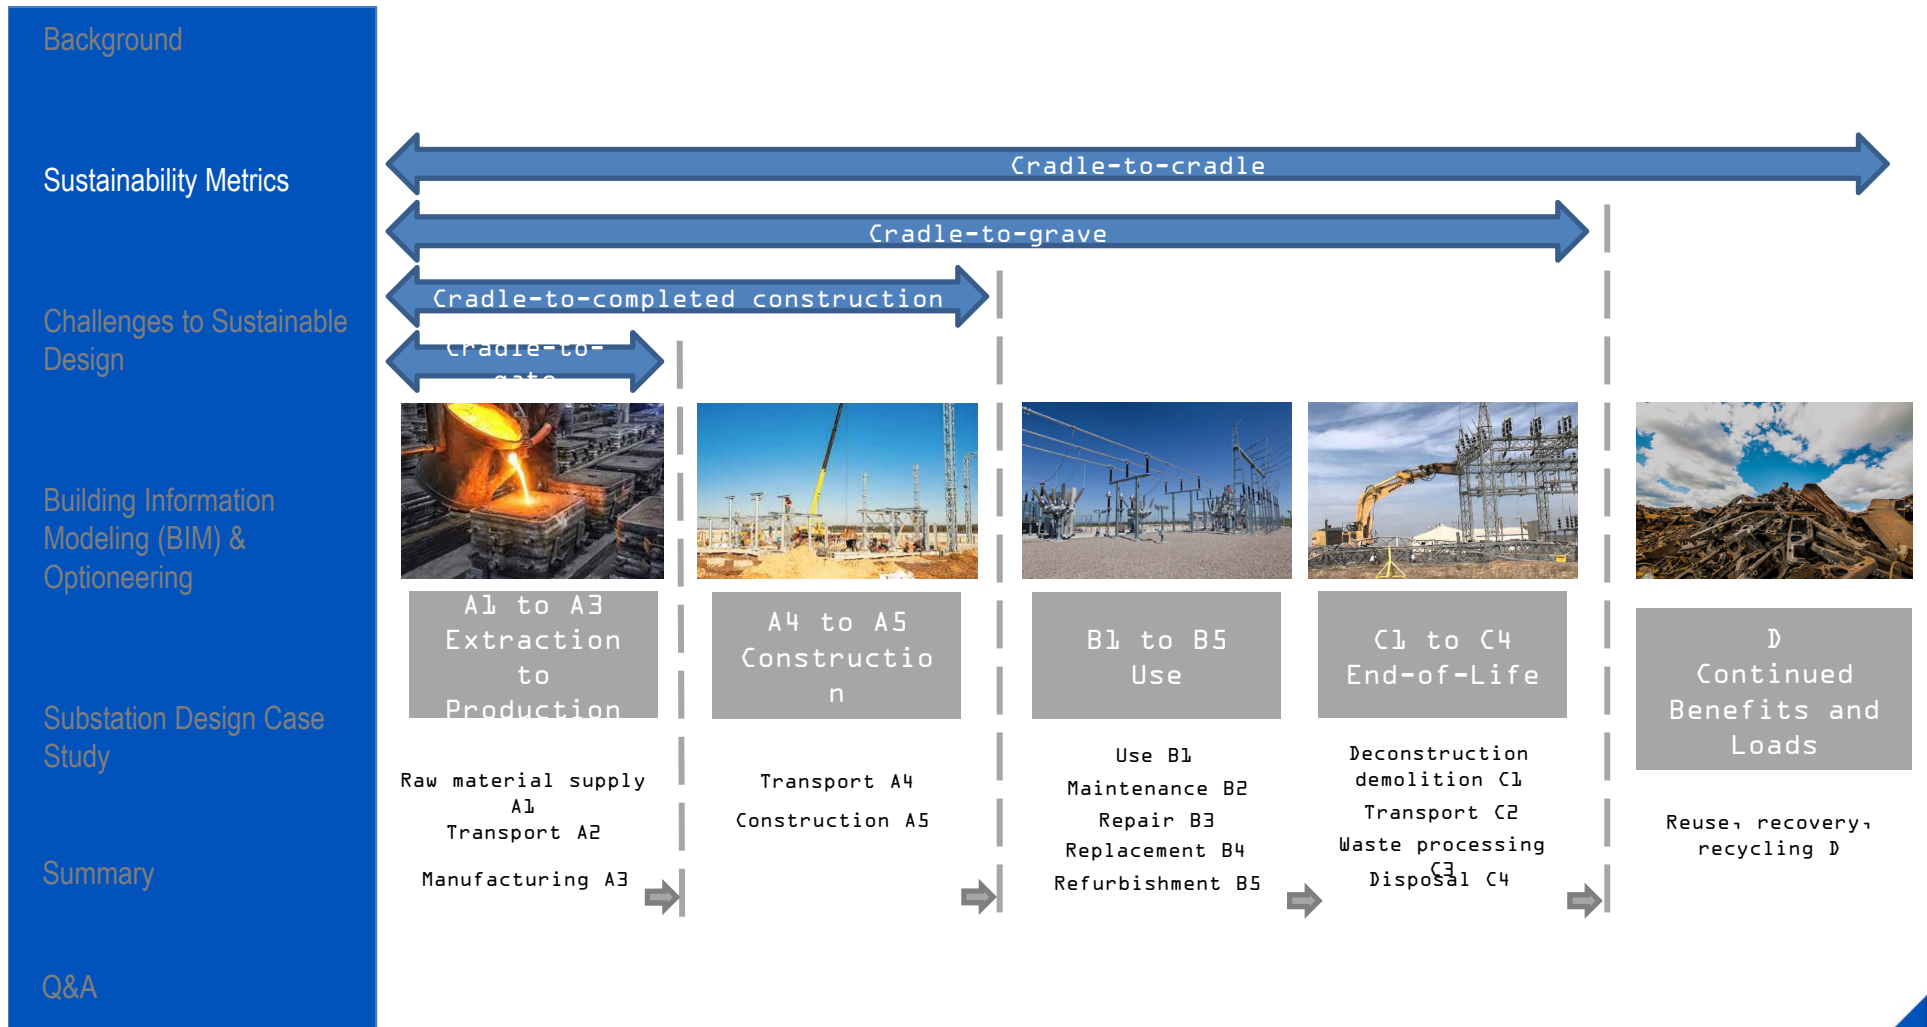 Background
Sustainability Metrics
Challenges to Sustainable
Design
Building Information
Modeling (BIM) &
Optioneering
Substation Design Case
Study
Summary
Q&A
Cradle-to-cradle
Cradle-to-grave
Cradle-to-completed construction
Cradle-to-
gate
A1 to A3
Extraction
to
Production
A4 to A5
Constructio
n
B1 to B5
Use
C1 to C4
End-of-Life
D
Continued
Benefits and
Loads
Raw material supply
A1
Transport A2
Manufacturing A3
Transport A4
Construction A5
Use B1
Maintenance B2
Repair B3
Replacement B4
Refurbishment B5
Deconstruction
demolition C1
Transport C2
Waste processing
C3
Disposal C4
Reuse, recovery,
recycling D